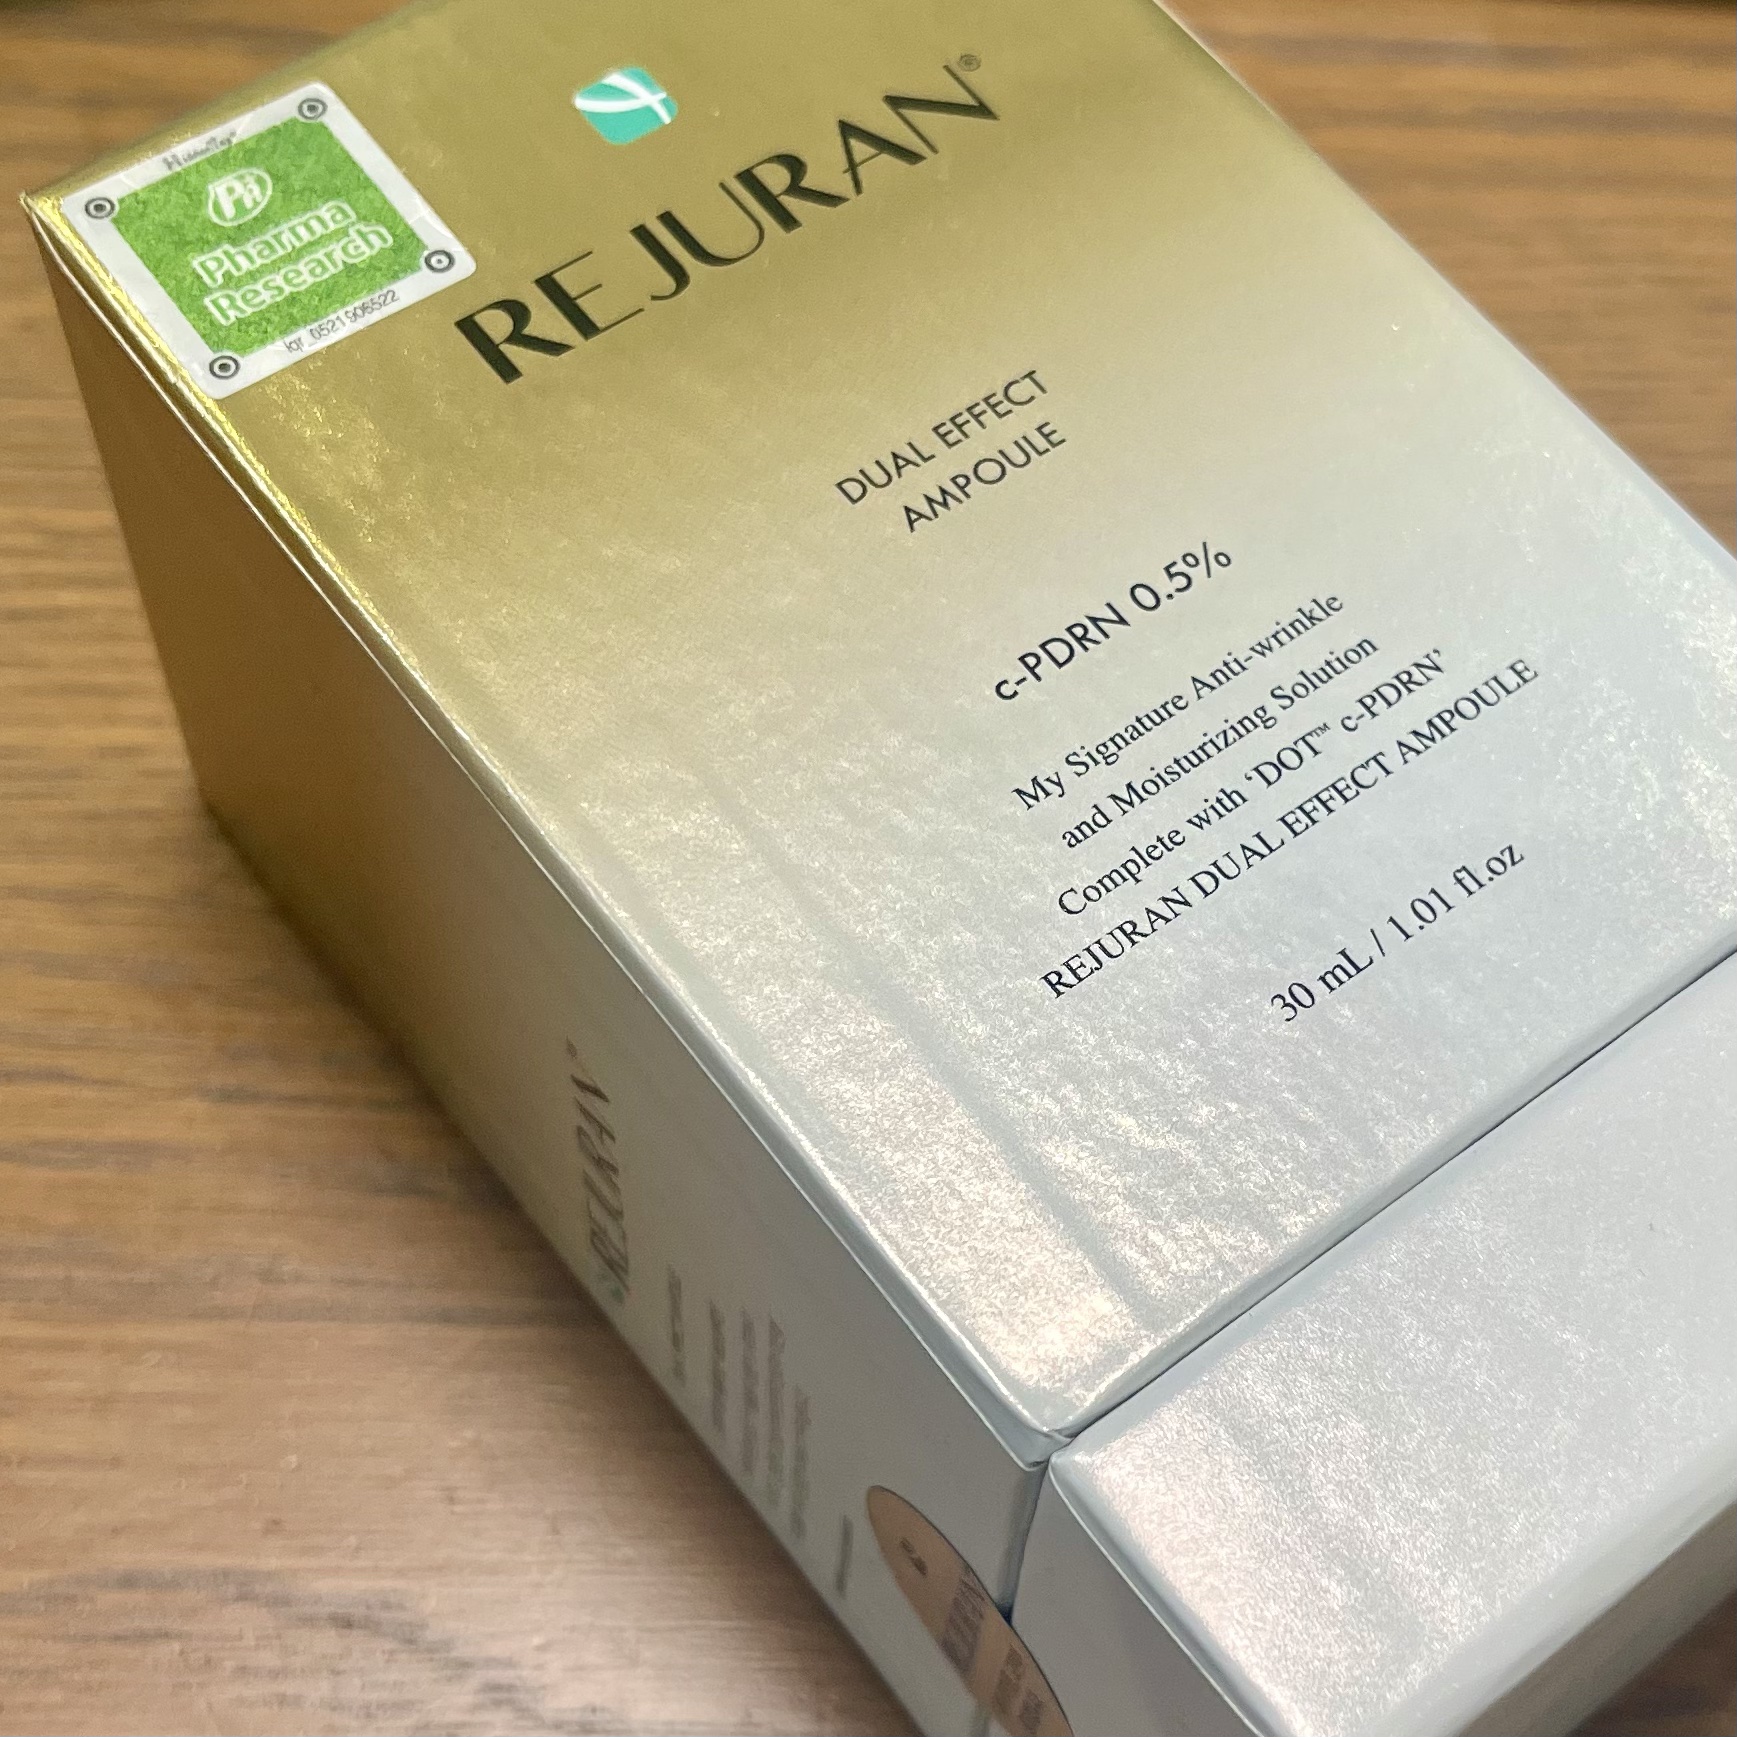 Pharma
Research
lqr_0521906522
REJURAN®
DUAL EFFECT
AMPOULE
c-PDRN 0.5%
My Signature Anti-wrinkle
and Moisturizing Solution
Complete with ‘DOT™ c-PDRN’
REJURAN DUAL EFFECT AMPOULE
30 mL / 1.01 fl.oz
REJURAN